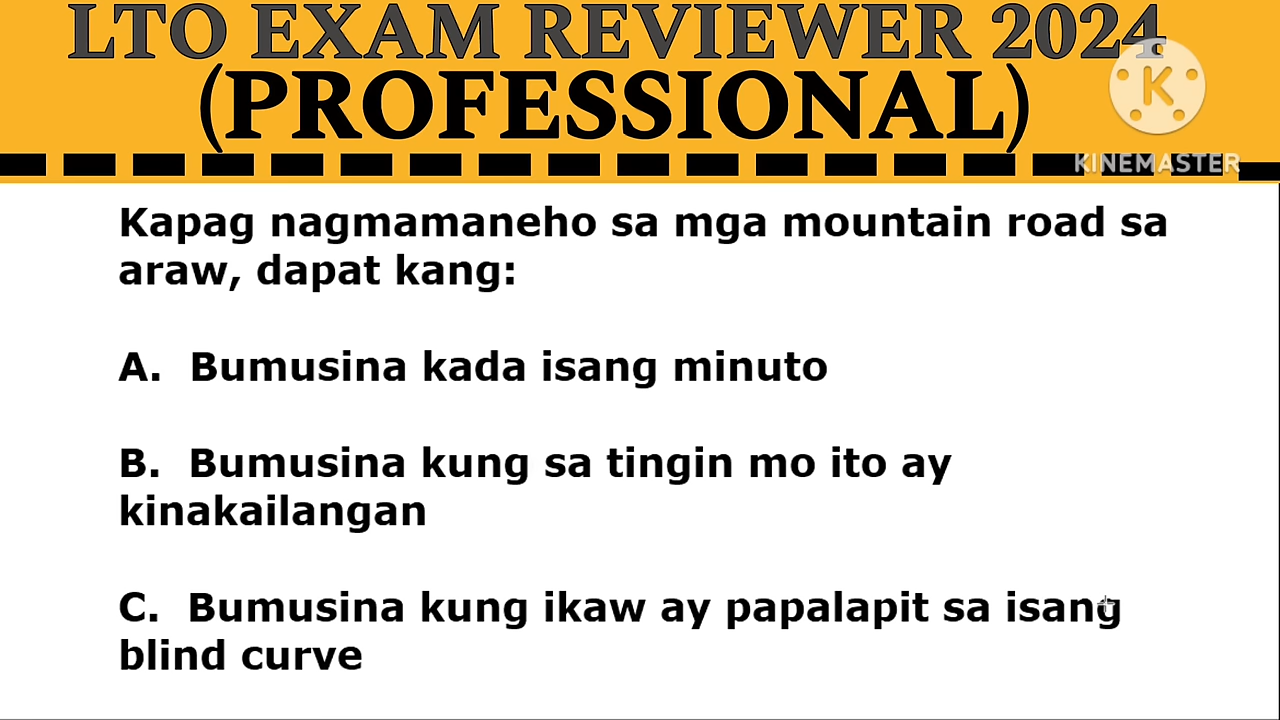 LTO EXAM REVIEWER 2024
(PROFESSIONAL)
K
KINEMASTER
Kapag nagmamaneho sa mga mountain road sa
araw, dapat kang:
A. Bumusina kada isang minuto
B. Bumusina kung sa tingin mo ito ay
kinakailangan
C. Bumusina kung ikaw ay papalapit sa isang
blind curve